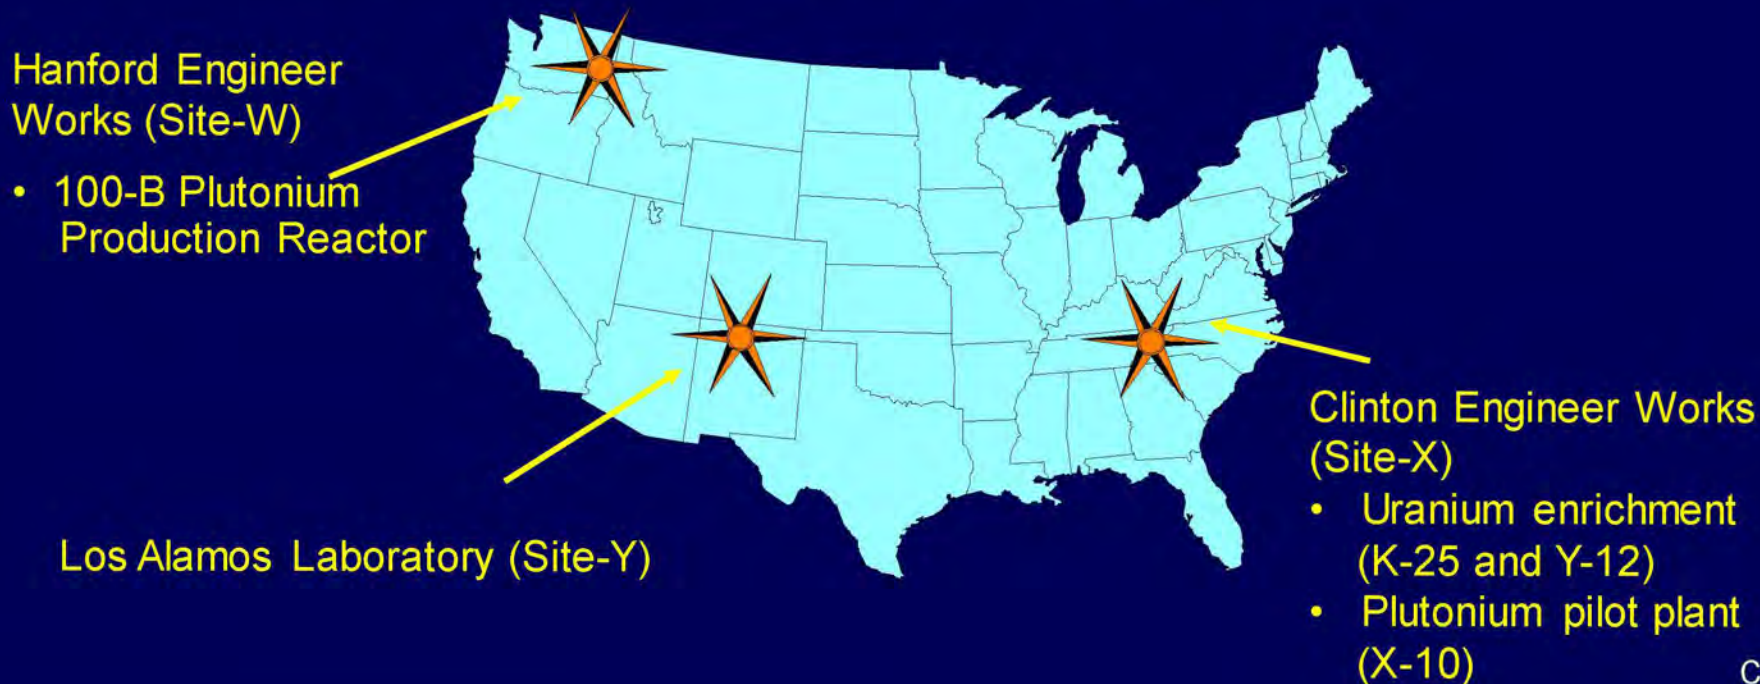 Hanford Engineer
Works (Site-W)
• 100-B Plutonium
Production Reactor
Los Alamos Laboratory (Site-Y)
Clinton Engineer Works
(Site-X)
• Uranium enrichment
(K-25 and Y-12)
• Plutonium pilot plant
(X-10)